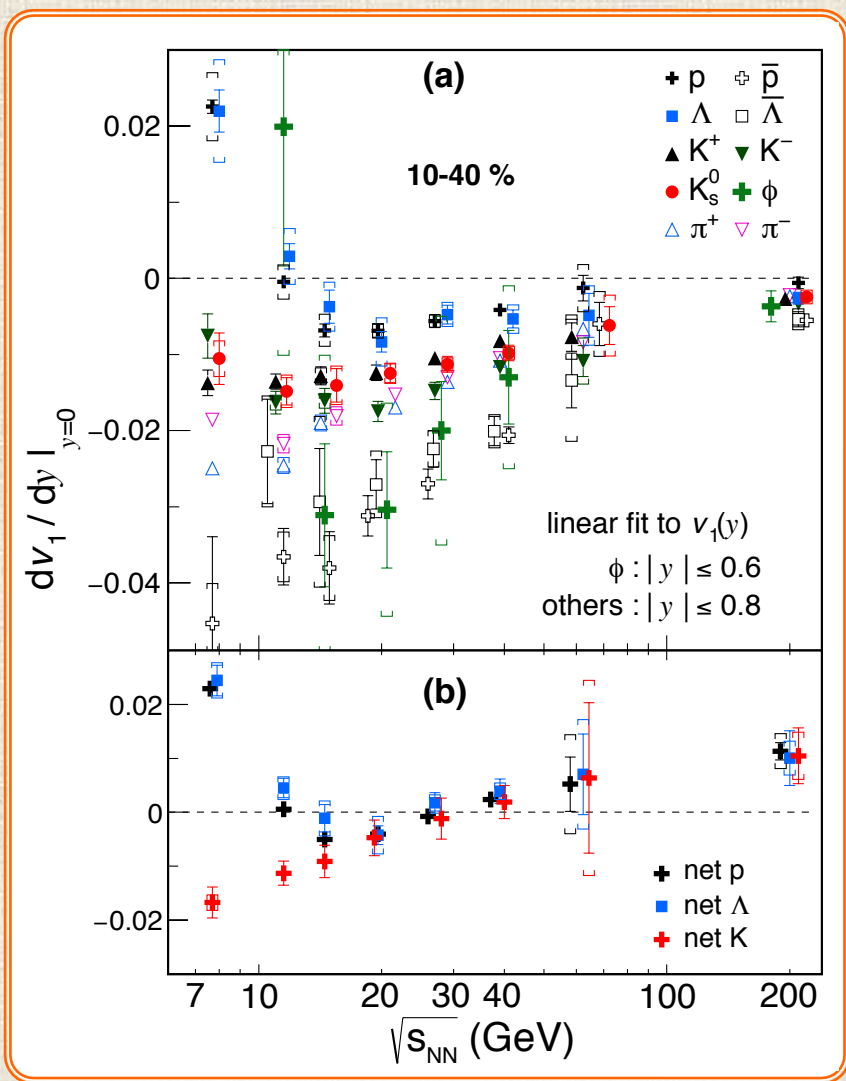 (a)
p p̅
Λ Λ̅
K⁺ K⁻
K⁰ₛ ϕ
π⁺ π⁻
10-40 %
0.02
0
−0.02
−0.04
dv₁ / dy |y=0
linear fit to v₁(y)
ϕ : | y | ≤ 0.6
others : | y | ≤ 0.8
(b)
0.02
0
−0.02
net p
net Λ
net K
7 10 20 30 40 100 200
√sNN (GeV)